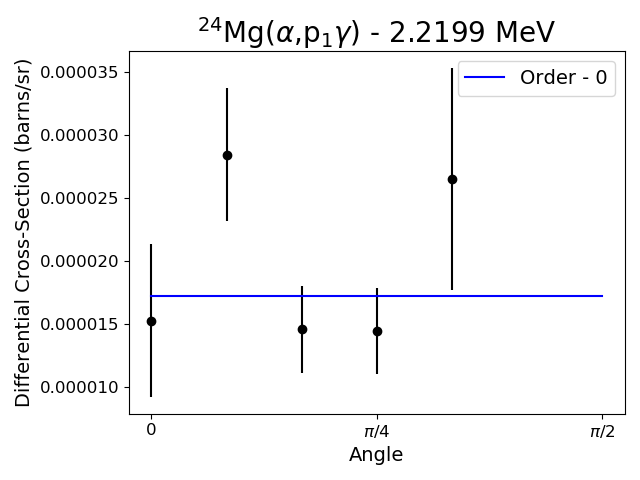 ²⁴Mg(α,p₁γ) - 2.2199 MeV
Order - 0
Differential Cross-Section (barns/sr)
0.000035
0.000030
0.000025
0.000020
0.000015
0.000010
0
π/4
π/2
Angle